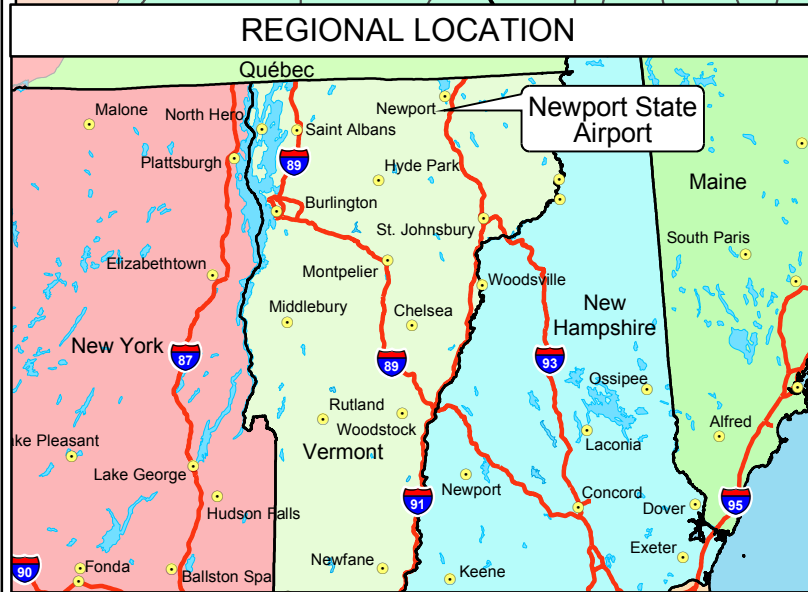 REGIONAL LOCATION
Québec
Malone
North Hero
Newport
Newport State
Airport
Saint Albans
Plattsburgh
89
Hyde Park
Maine
Burlington
St. Johnsbury
South Paris
Elizabethtown
Montpelier
Woodsville
Middlebury
Chelsea
New
Hampshire
New York
87
89
93
Ossipee
Rutland
Woodstock
Alfred
ke Pleasant
Vermont
Laconia
Lake George
Newport
91
Concord
95
Hudson Falls
Dover
Exeter
90
Fonda
Ballston Spa
Newfane
Keene